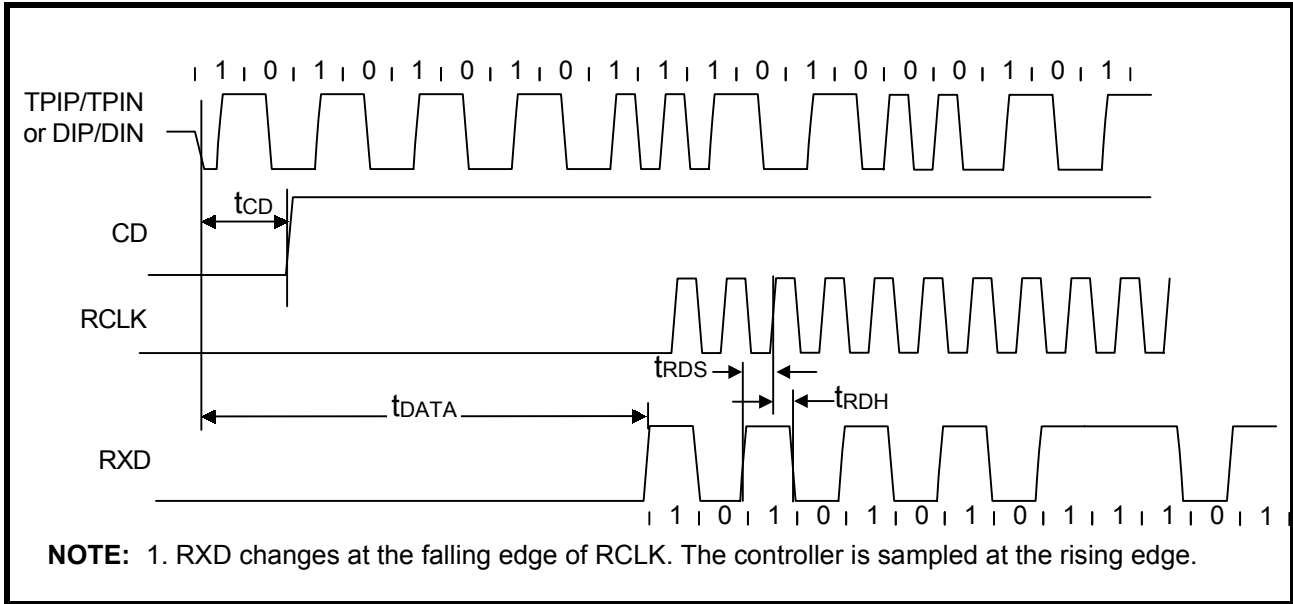 1 0 1 0 1 0 1 0 1 1 1 0 1 0 0 0 1 0 1
TPIP/TPIN
or DIP/DIN
tCD
CD
RCLK
tRDS
tRDH
tDATA
RXD
1 0 1 0 1 0 1 0 1 1 1 0 1
NOTE: 1. RXD changes at the falling edge of RCLK. The controller is sampled at the rising edge.